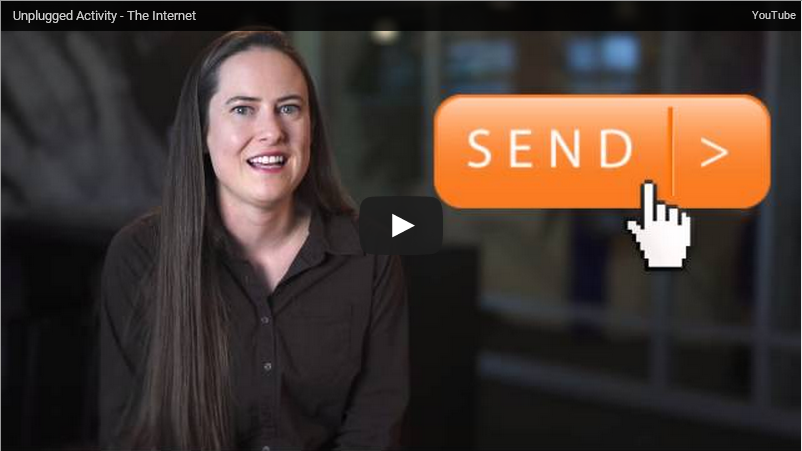 Unplugged Activity - The Internet
YouTube
SEND >